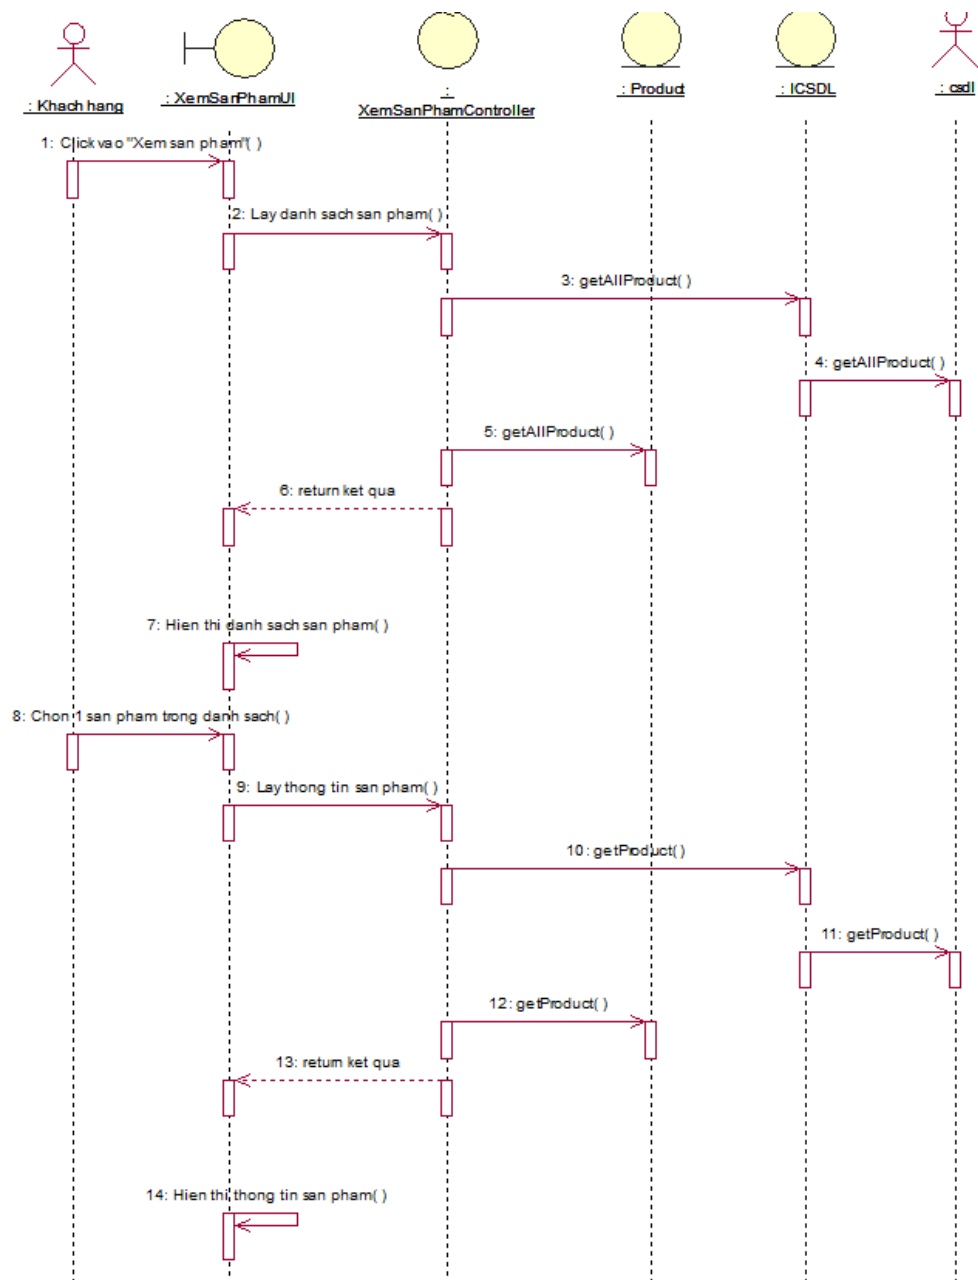 : Khach hang
: XemSanPhamUI
:
XemSanPhamController
: Product
: ICSDL
: csdl
1: Click vao "Xem san pham"( )
2: Lay danh sach san pham( )
3: getAllProduct( )
4: getAllProduct( )
5: getAllProduct( )
6: return ket qua
7: Hien thi danh sach san pham( )
8: Chon 1 san pham trong danh sach( )
9: Lay thong tin san pham( )
10: getProduct( )
11: getProduct( )
12: getProduct( )
13: return ket qua
14: Hien thi thong tin san pham( )